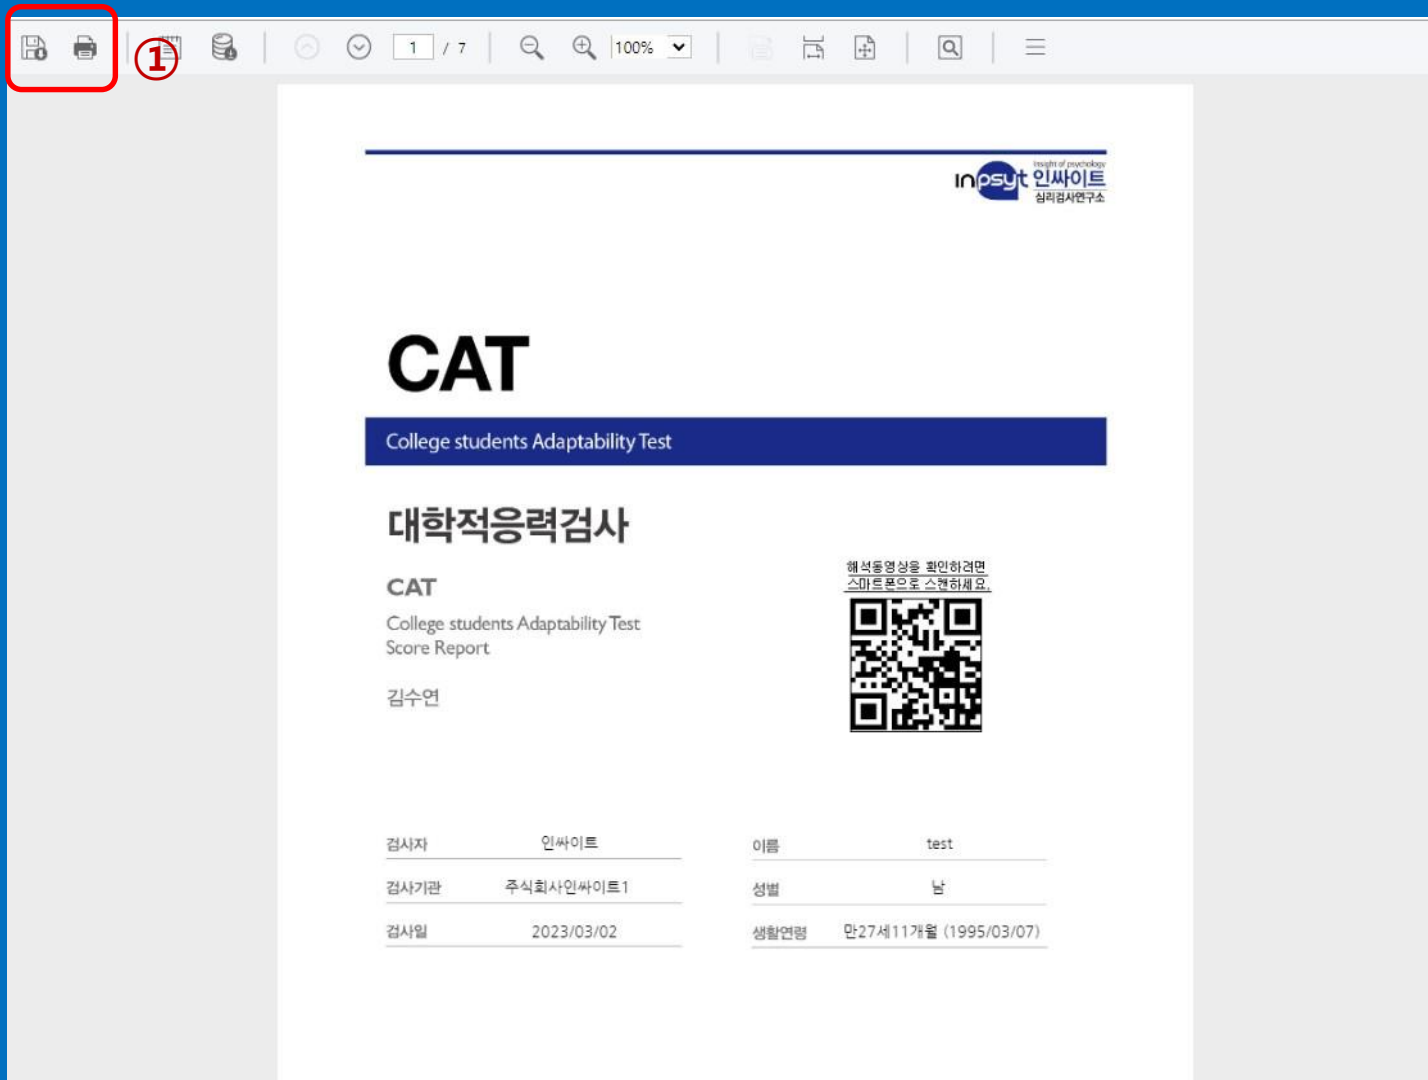 ①
1 / 7
100%
insight of psychology
inpsyt 인싸이트
심리검사연구소
CAT
College students Adaptability Test
대학적응력검사
해석동영상을 확인하려면
스마트폰으로 스캔하세요.
CAT
College students Adaptability Test
Score Report
김수연
검사자 인싸이트
이름 test
검사기관 주식회사인싸이트1
성별 남
검사일 2023/03/02
생활연령 만27세11개월 (1995/03/07)